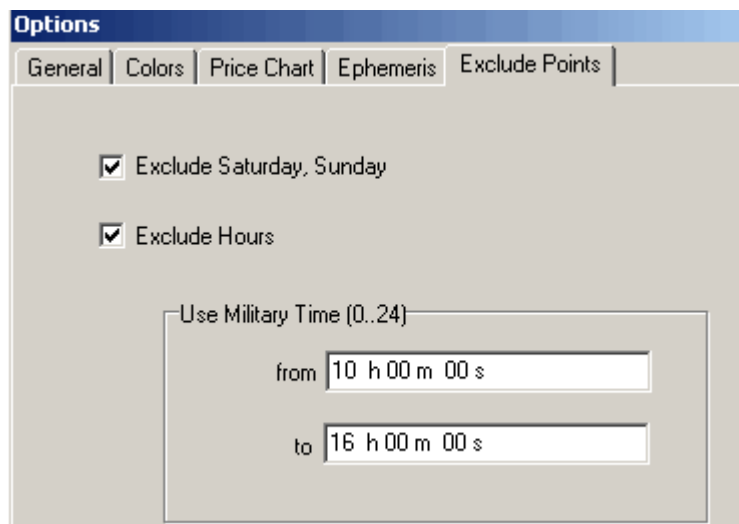 Options
General Colors Price Chart Ephemeris Exclude Points
Exclude Saturday, Sunday
Exclude Hours
Use Military Time (0..24)
from 10 h 00 m 00 s
to 16 h 00 m 00 s